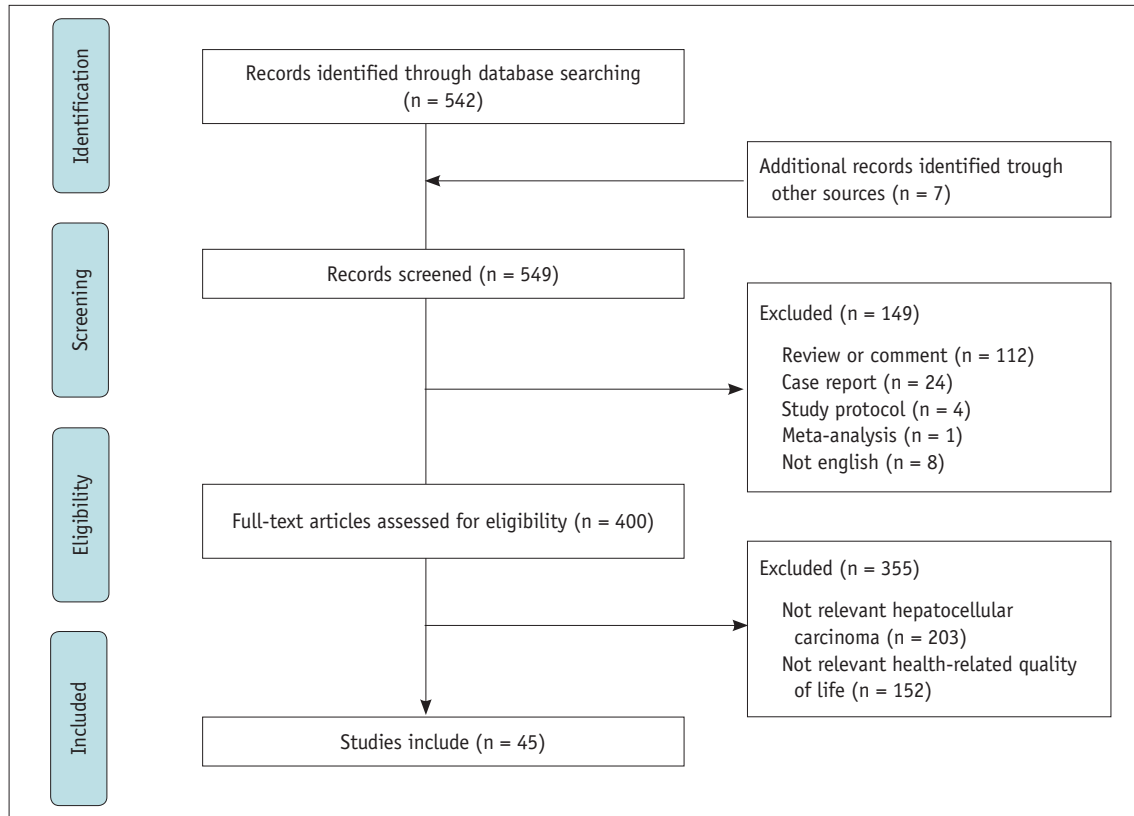 Identification
Records identified through database searching
(n = 542)
Additional records identified trough
other sources (n = 7)
Screening
Records screened (n = 549)
Excluded (n = 149)
Review or comment (n = 112)
Case report (n = 24)
Study protocol (n = 4)
Meta-analysis (n = 1)
Not english (n = 8)
Eligibility
Full-text articles assessed for eligibility (n = 400)
Excluded (n = 355)
Not relevant hepatocellular
carcinoma (n = 203)
Not relevant health-related quality
of life (n = 152)
Included
Studies include (n = 45)